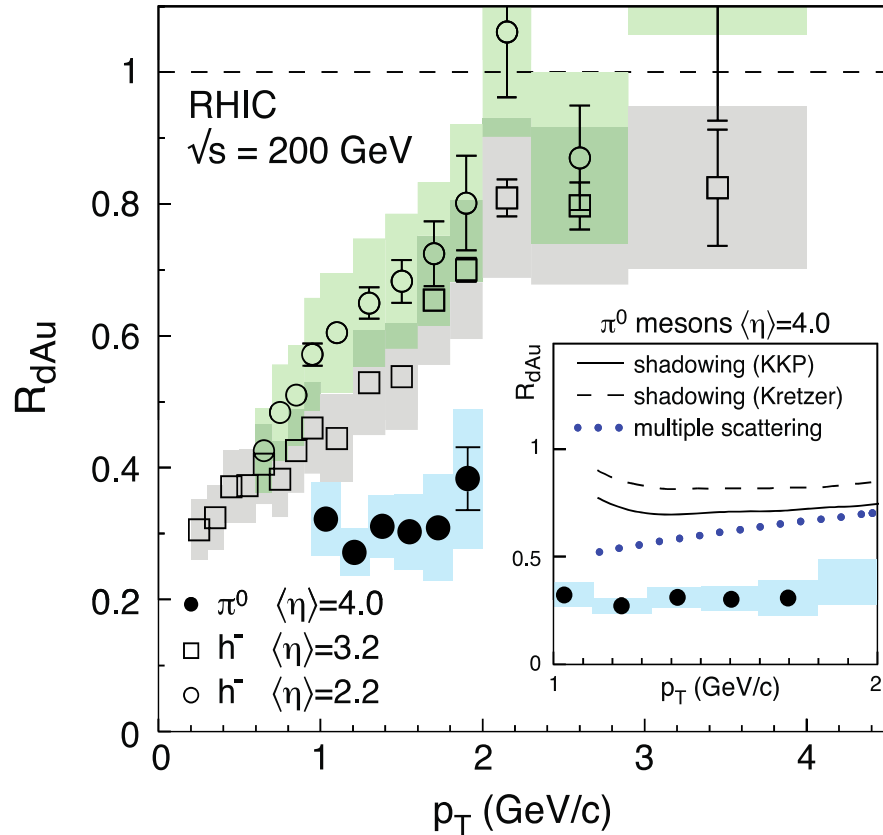 R_dAu
1
0.8
0.6
0.4
0.2
0
RHIC
√s = 200 GeV
π⁰ ⟨η⟩=4.0
h⁻ ⟨η⟩=3.2
h⁻ ⟨η⟩=2.2
0 1 2 3 4
p_T (GeV/c)
π⁰ mesons ⟨η⟩=4.0
R_dAu
shadowing (KKP)
shadowing (Kretzer)
multiple scattering
1
0.5
0
1 2
p_T (GeV/c)